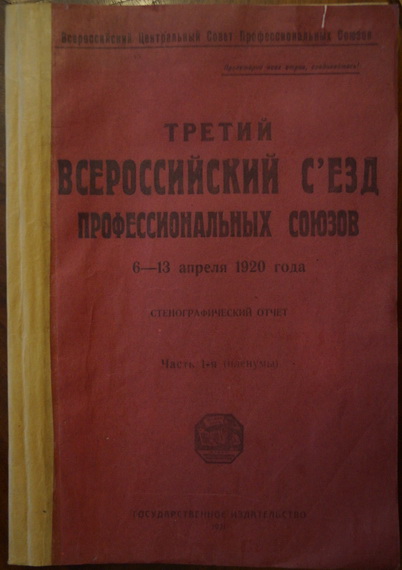 Всероссийский Центральный Совет Профессиональных Союзов
Пролетарии всех стран, соединяйтесь!
ТРЕТИЙ
ВСЕРОССИЙСКИЙ С'ЕЗД
ПРОФЕССИОНАЛЬНЫХ СОЮЗОВ
6—13 апреля 1920 года
СТЕНОГРАФИЧЕСКИЙ ОТЧЕТ
Часть 1-я (пленумы)
ГОСУДАРСТВЕННОЕ ИЗДАТЕЛЬСТВО